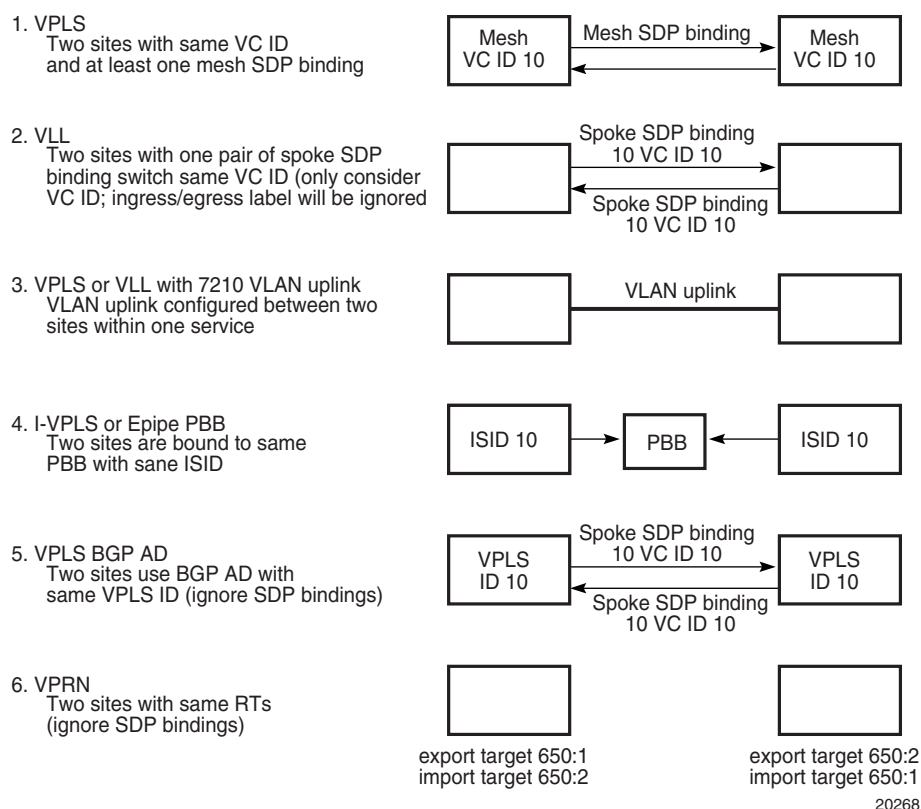 1. VPLS
Two sites with same VC ID
and at least one mesh SDP binding
Mesh
VC ID 10
Mesh SDP binding
Mesh
VC ID 10
2. VLL
Two sites with one pair of spoke SDP
binding switch same VC ID (only consider
VC ID; ingress/egress label will be ignored
Spoke SDP binding
10 VC ID 10
Spoke SDP binding
10 VC ID 10
3. VPLS or VLL with 7210 VLAN uplink
VLAN uplink configured between two
sites within one service
VLAN uplink
4. I-VPLS or Epipe PBB
Two sites are bound to same
PBB with sane ISID
ISID 10
PBB
ISID 10
5. VPLS BGP AD
Two sites use BGP AD with
same VPLS ID (ignore SDP bindings)
VPLS
ID 10
Spoke SDP binding
10 VC ID 10
Spoke SDP binding
10 VC ID 10
VPLS
ID 10
6. VPRN
Two sites with same RTs
(ignore SDP bindings)
export target 650:1
import target 650:2
export target 650:2
import target 650:1
20268